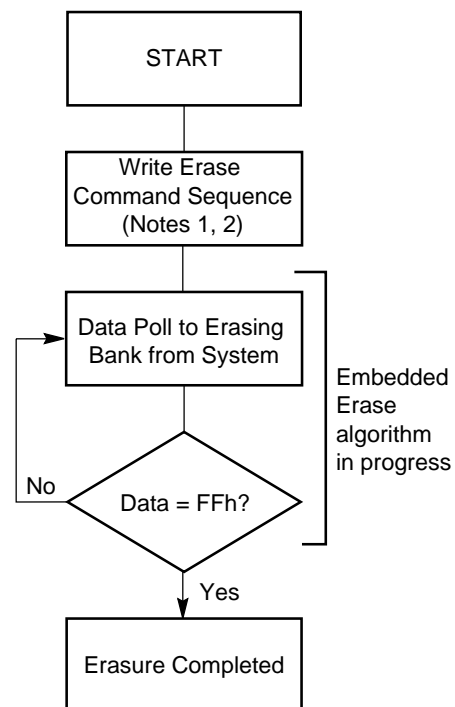 START
Write Erase
Command Sequence
(Notes 1, 2)
Data Poll to Erasing
Bank from System
Embedded
Erase
algorithm
in progress
No
Data = FFh?
Yes
Erasure Completed